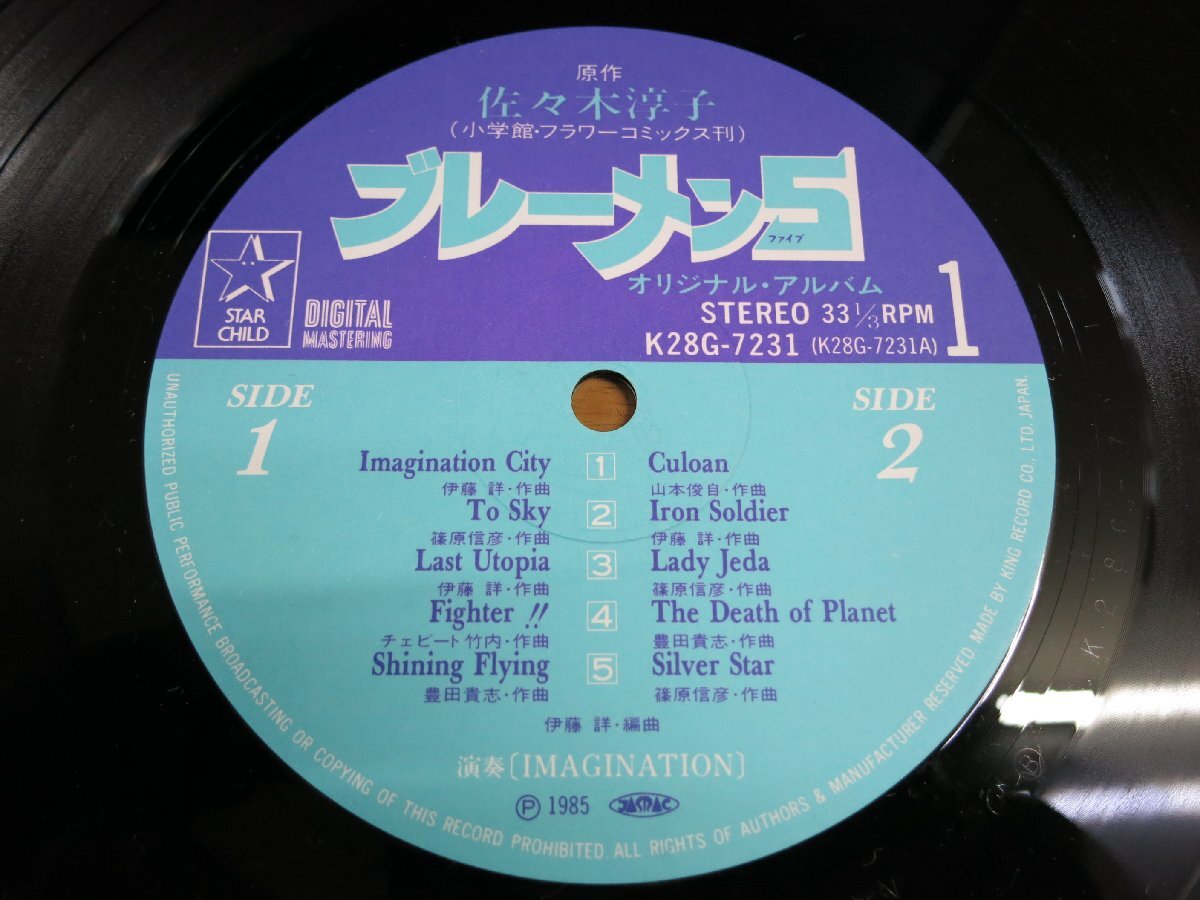 原作
佐々木淳子
(小学館・フラワーコミックス刊)
ブレーメン5
ファイブ
オリジナル・アルバム
STAR
CHILD
DIGITAL
MASTERING
STEREO 33 1/3 RPM
K28G-7231 (K28G-7231A)
1
SIDE
1
SIDE
2
Imagination City 1 Culoan
伊藤 詳・作曲 山本俊自・作曲
To Sky 2 Iron Soldier
篠原信彦・作曲 伊藤 詳・作曲
Last Utopia 3 Lady Jeda
伊藤 詳・作曲 篠原信彦・作曲
Fighter !! 4 The Death of Planet
チェピート竹内・作曲 豊田貴志・作曲
Shining Flying 5 Silver Star
豊田貴志・作曲 篠原信彦・作曲
伊藤 詳・編曲
演奏〔IMAGINATION〕
Ⓟ 1985 JASRAC
UNAUTHORIZED PUBLIC PERFORMANCE BROADCASTING OR COPYING OF THIS RECORD PROHIBITED. ALL RIGHTS OF AUTHORS & MANUFACTURER RESERVED. MADE BY KING RECORD CO., LTD. JAPAN.